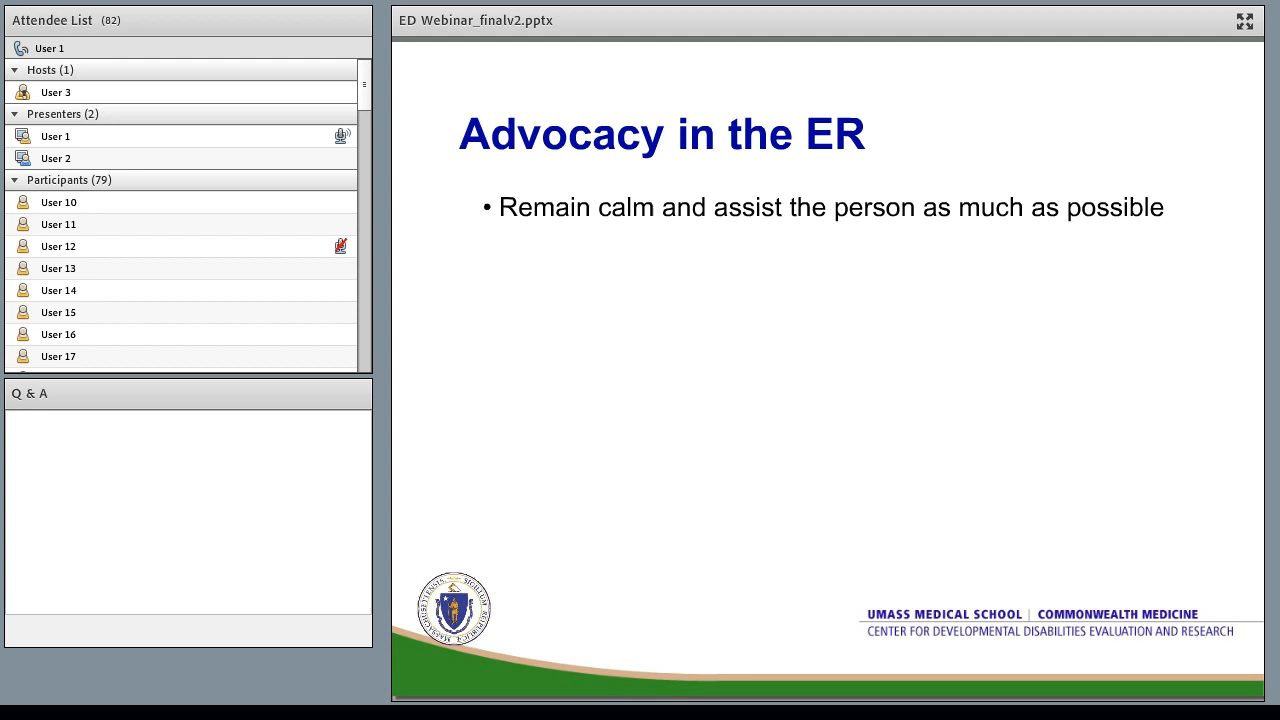 Attendee List (82)
User 1
Hosts (1)
User 3
Presenters (2)
User 1
User 2
Participants (79)
User 10
User 11
User 12
User 13
User 14
User 15
User 16
User 17
Q & A
ED Webinar_finalv2.pptx
Advocacy in the ER
• Remain calm and assist the person as much as possible
UMASS MEDICAL SCHOOL | COMMONWEALTH MEDICINE
CENTER FOR DEVELOPMENTAL DISABILITIES EVALUATION AND RESEARCH